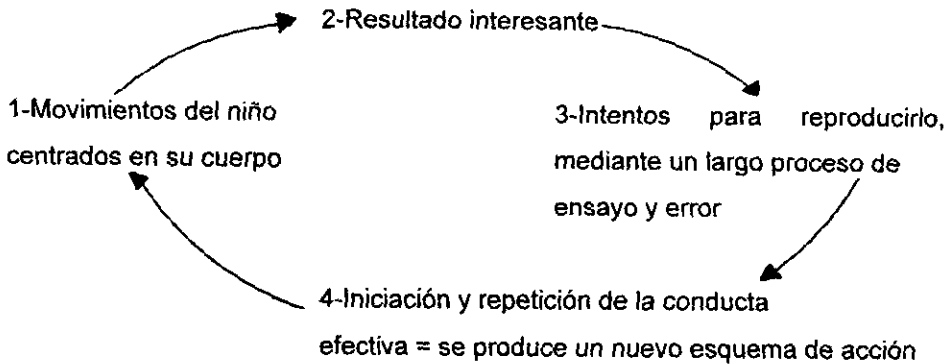 2-Resultado interesante
1-Movimientos del niño
centrados en su cuerpo
3-Intentos para reproducirlo,
mediante un largo proceso de
ensayo y error
4-Iniciación y repetición de la conducta
efectiva = se produce un nuevo esquema de acción